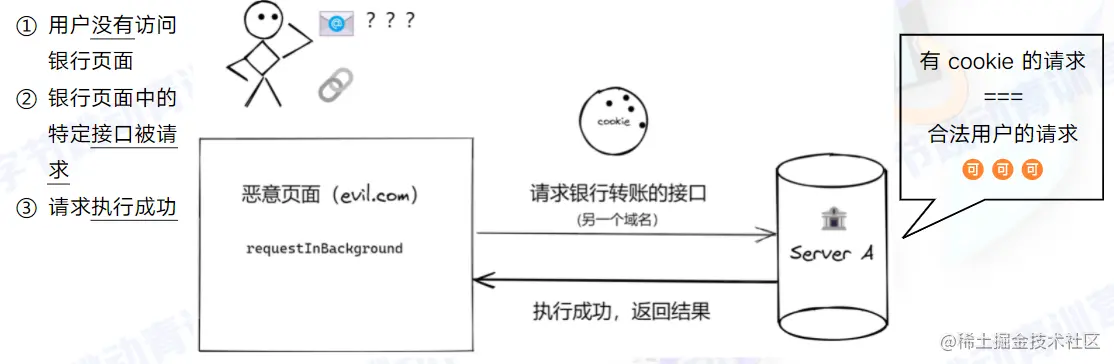 ① 用户没有访问
银行页面
② 银行页面中的
特定接口被请
求
③ 请求执行成功
@ ? ? ?
恶意页面（evil.com）
requestInBackground
cookie
请求银行转账的接口
(另一个域名)
执行成功，返回结果
Server A
有 cookie 的请求
===
合法用户的请求
可 可 可
@稀土掘金技术社区